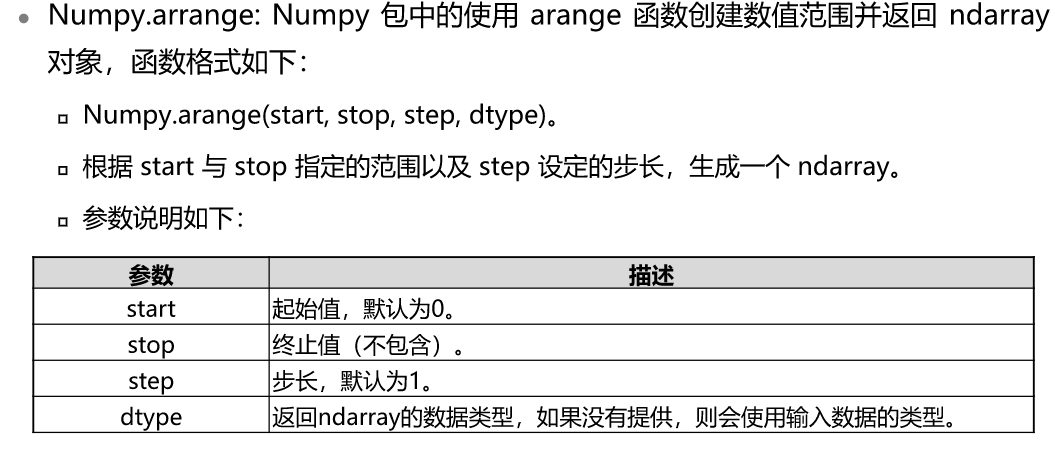 Numpy.arrange: Numpy 包中的使用 arange 函数创建数值范围并返回 ndarray
对象，函数格式如下：
Numpy.arange(start, stop, step, dtype)。
根据 start 与 stop 指定的范围以及 step 设定的步长，生成一个 ndarray。
参数说明如下：
参数 描述
start 起始值，默认为0。
stop 终止值（不包含）。
step 步长，默认为1。
dtype 返回ndarray的数据类型，如果没有提供，则会使用输入数据的类型。